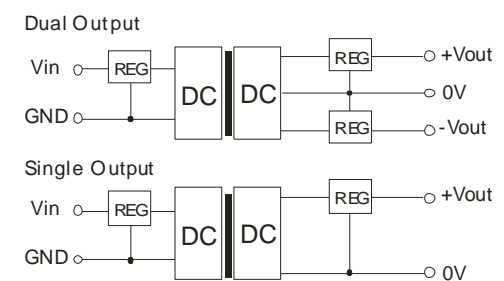 Dual Output
Vin REG REG +Vout
DC DC 0V
GND REG -Vout
Single Output
Vin REG REG +Vout
DC DC
GND 0V